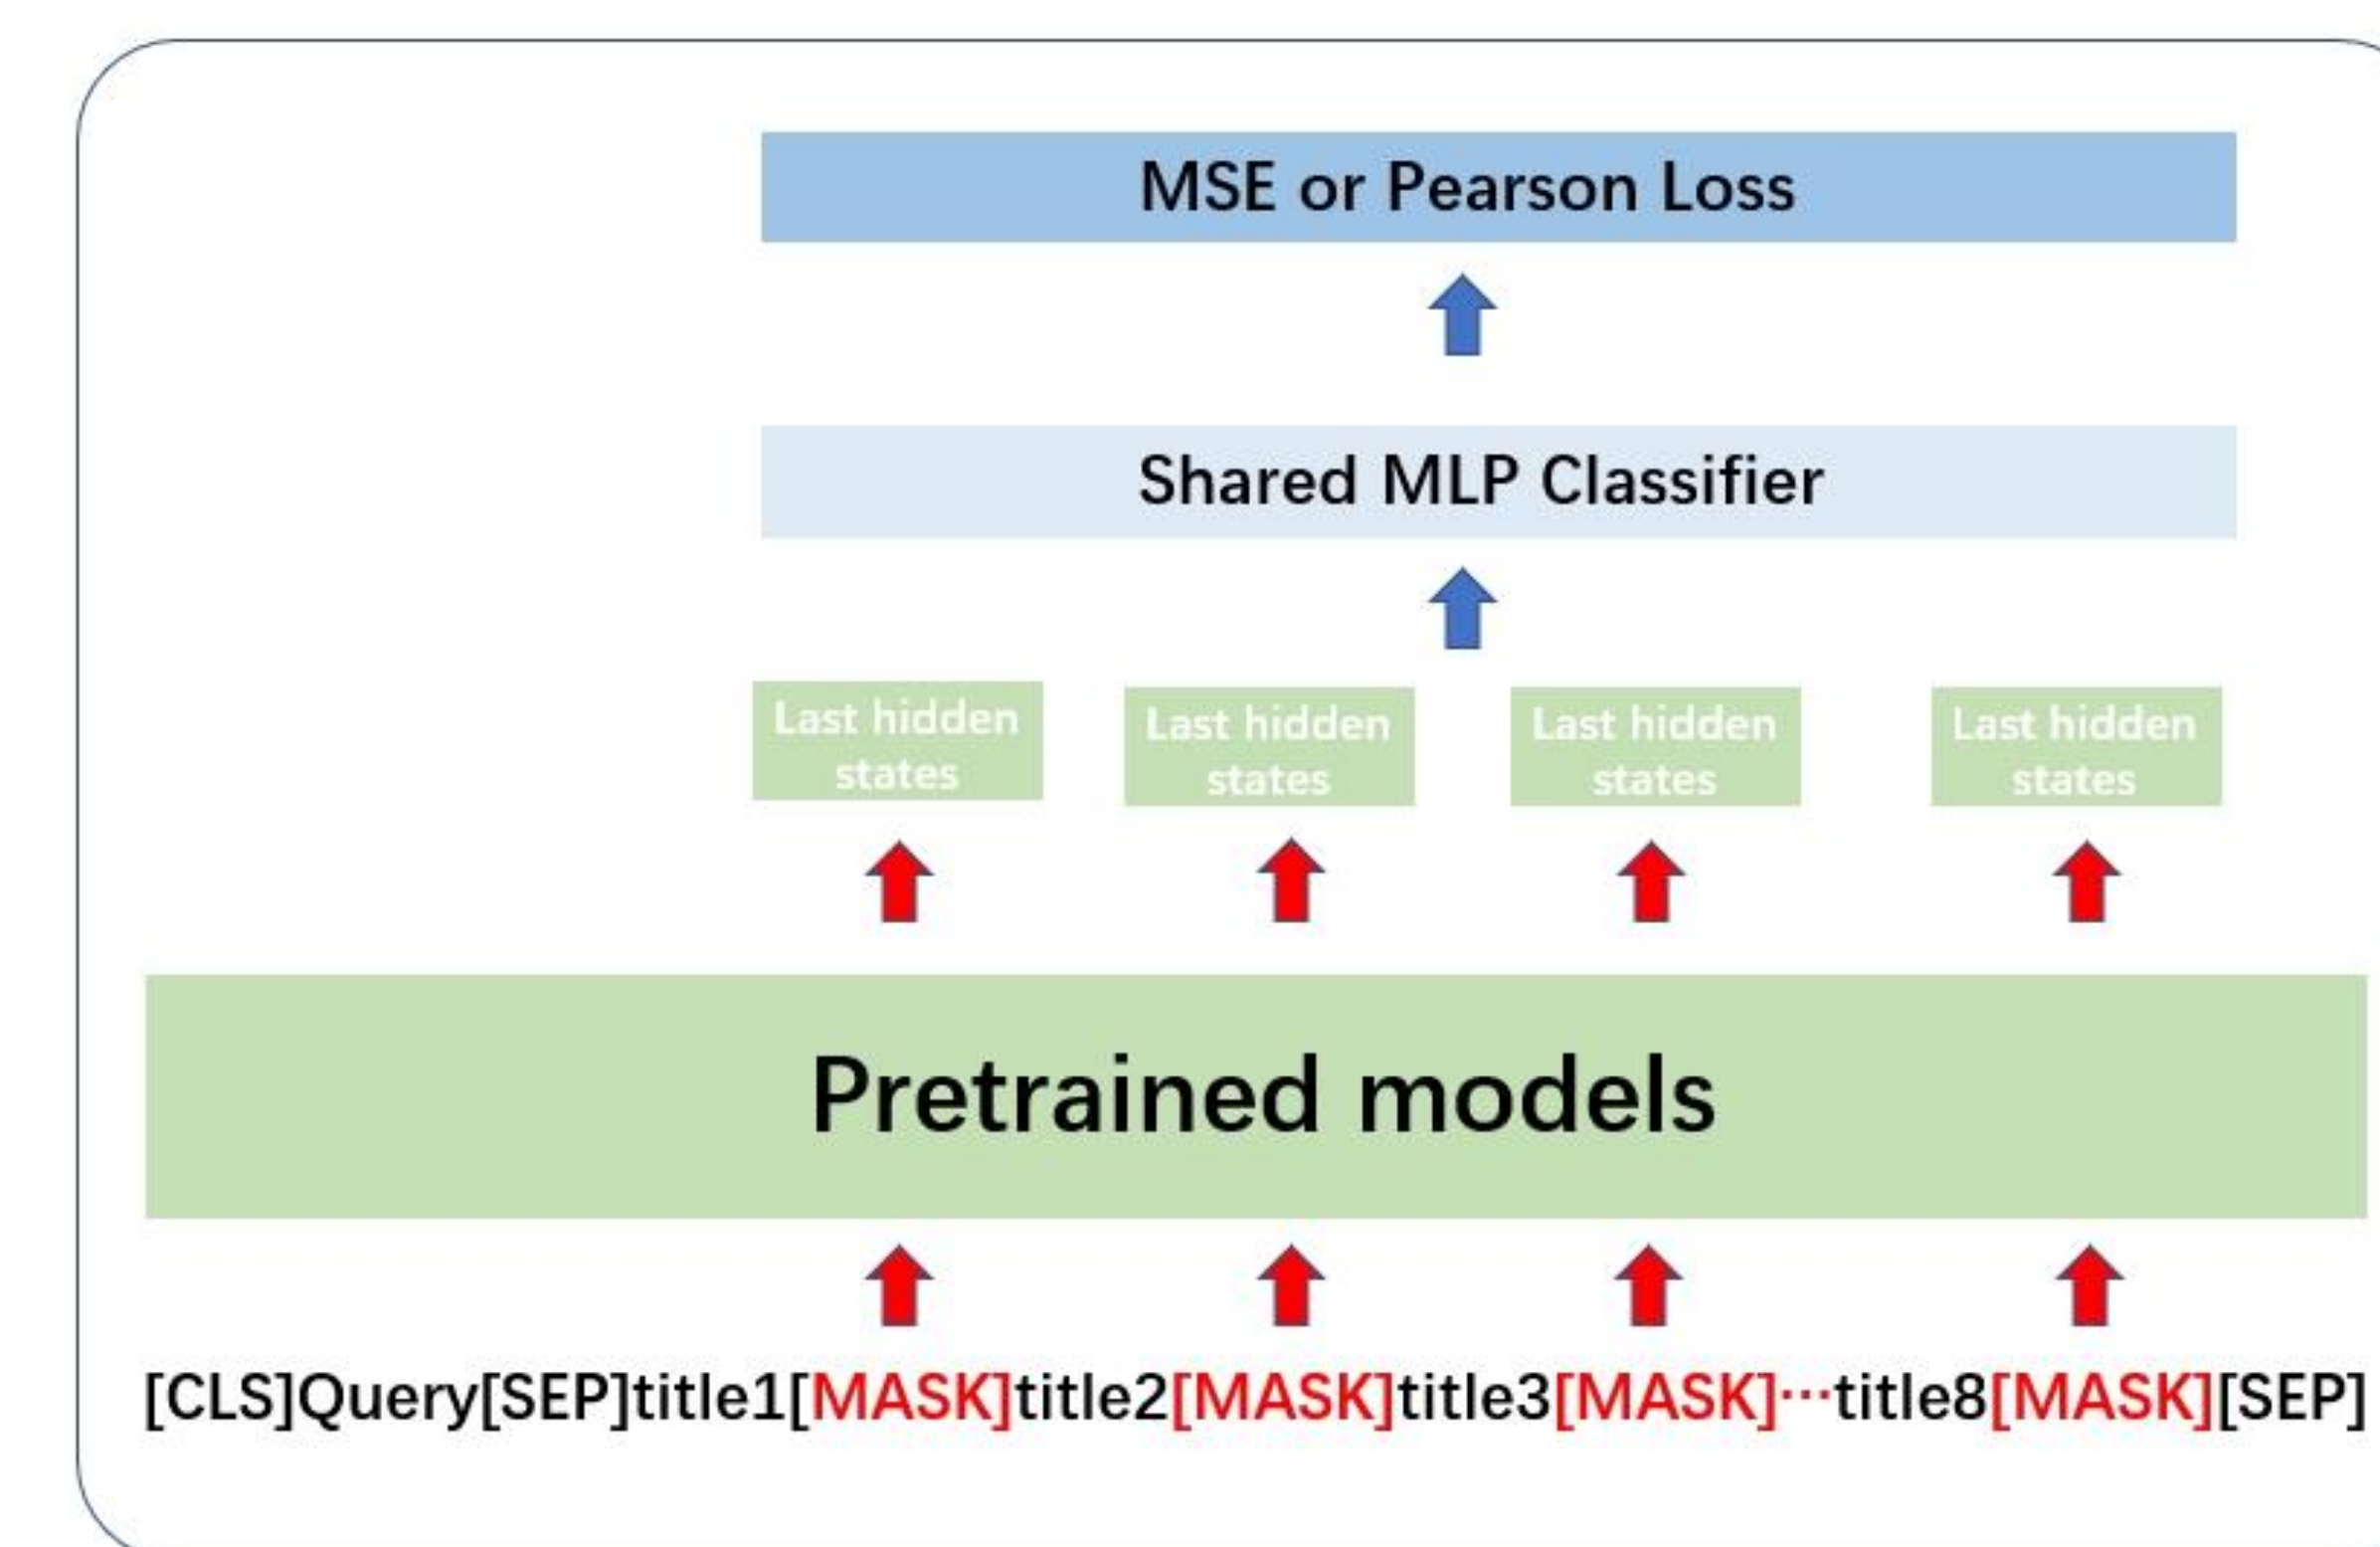 MSE or Pearson Loss
Shared MLP Classifier
Last hidden
states
Last hidden
states
Last hidden
states
Last hidden
states
Pretrained models
[CLS]Query[SEP]title1[MASK]title2[MASK]title3[MASK]···title8[MASK][SEP]